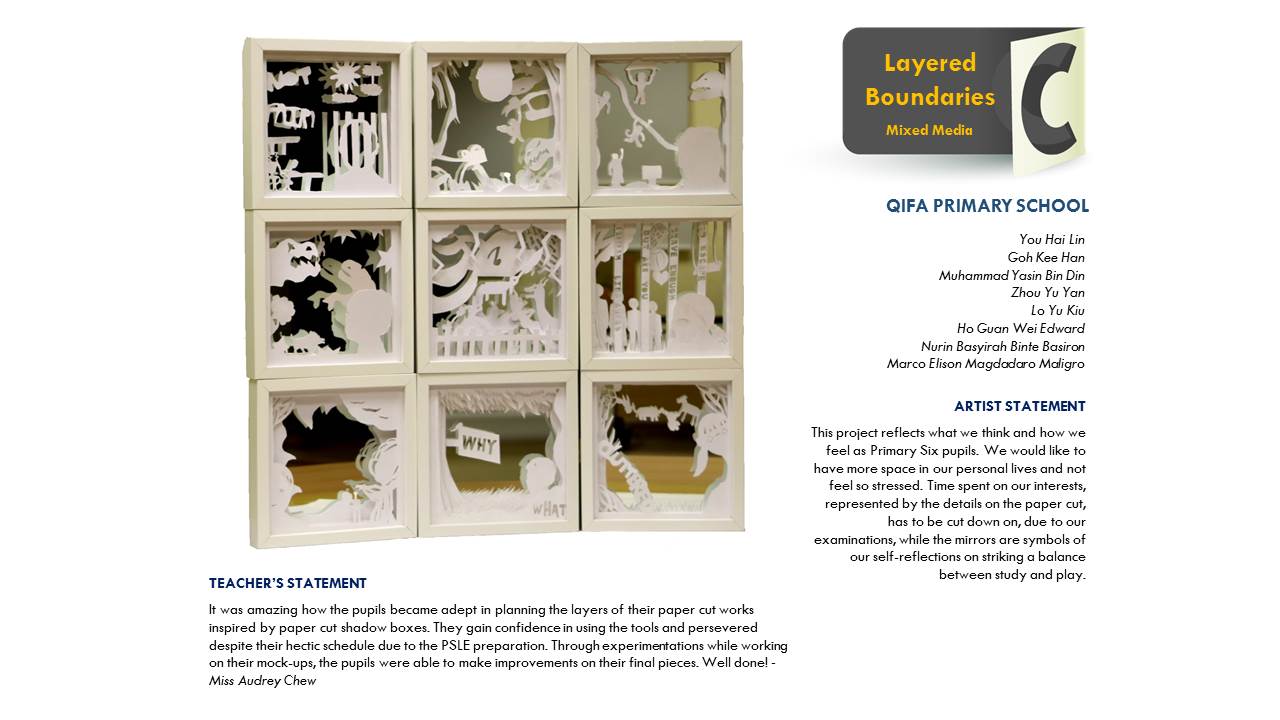 Layered
Boundaries
Mixed Media
C
QIFA PRIMARY SCHOOL
You Hai Lin
Goh Kee Han
Muhammad Yasin Bin Din
Zhou Yu Yan
Lo Yu Kiu
Ho Guan Wei Edward
Nurin Basyirah Binte Basiron
Marco Elison Magdadaro Maligro
ARTIST STATEMENT
This project reflects what we think and how we
feel as Primary Six pupils. We would like to
have more space in our personal lives and not
feel so stressed. Time spent on our interests,
represented by the details on the paper cut,
has to be cut down on, due to our
examinations, while the mirrors are symbols of
our self-reflections on striking a balance
between study and play.
WHY
WHAT
TEACHER'S STATEMENT
It was amazing how the pupils became adept in planning the layers of their paper cut works
inspired by paper cut shadow boxes. They gain confidence in using the tools and persevered
despite their hectic schedule due to the PSLE preparation. Through experimentations while working
on their mock-ups, the pupils were able to make improvements on their final pieces. Well done! -
Miss Audrey Chew